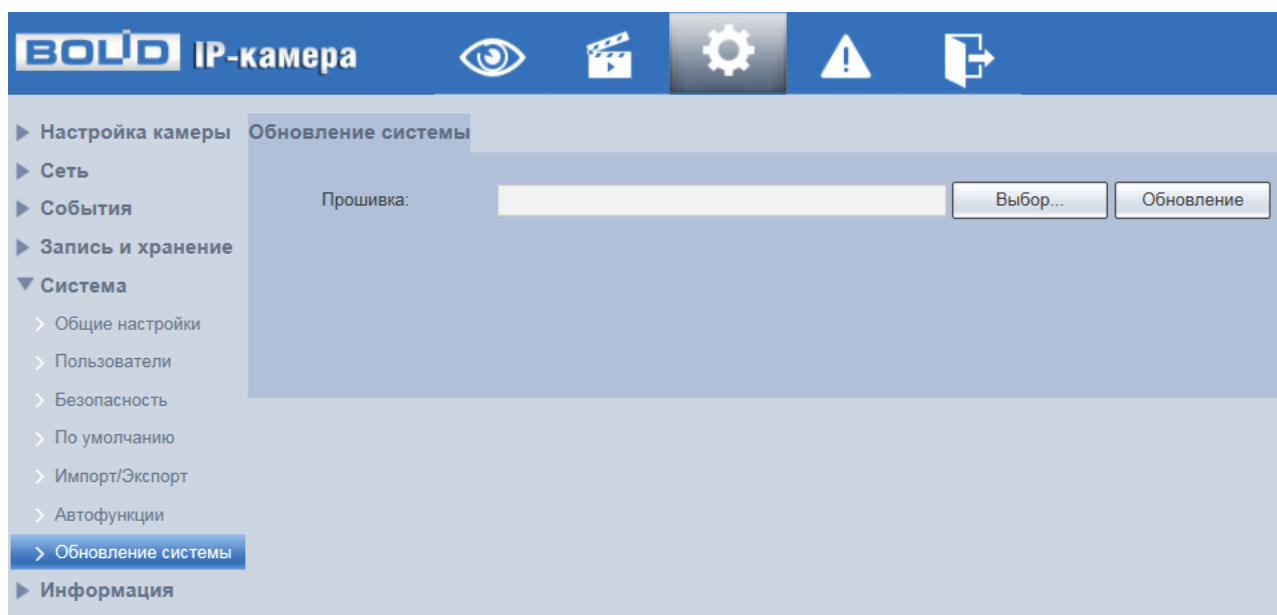 BOLID IP-камера
Настройка камеры
Сеть
События
Запись и хранение
Система
Общие настройки
Пользователи
Безопасность
По умолчанию
Импорт/Экспорт
Автофункции
Обновление системы
Информация
Обновление системы
Прошивка: Выбор... Обновление